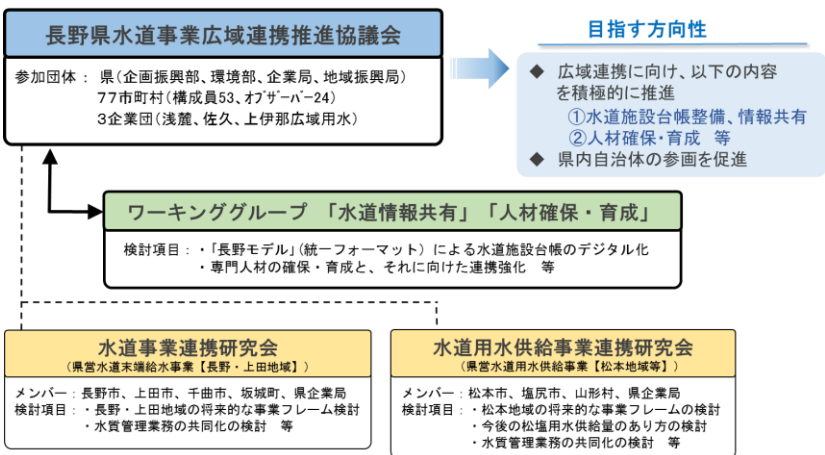 長野県水道事業広域連携推進協議会
参加団体： 県（企画振興部、環境部、企業局、地域振興局）
77市町村（構成員53、ｵﾌﾞｻﾞｰﾊﾞｰ24）
3企業団（浅麓、佐久、上伊那広域用水）
目指す方向性
◆ 広域連携に向け、以下の内容
を積極的に推進
①水道施設台帳整備、情報共有
②人材確保・育成 等
◆ 県内自治体の参画を促進
ワーキンググループ 「水道情報共有」「人材確保・育成」
検討項目：・「長野モデル」（統一フォーマット）による水道施設台帳のデジタル化
・専門人材の確保・育成と、それに向けた連携強化 等
水道事業連携研究会
（県営水道末端給水事業【長野・上田地域】）
メンバー：長野市、上田市、千曲市、坂城町、県企業局
検討項目：・長野・上田地域の将来的な事業フレーム検討
・水質管理業務の共同化の検討 等
水道用水供給事業連携研究会
（県営水道用水供給事業【松本地域等】）
メンバー：松本市、塩尻市、山形村、県企業局
検討項目：・松本地域の将来的な事業フレームの検討
・今後の松塩用水供給量のあり方の検討
・水質管理業務の共同化の検討 等